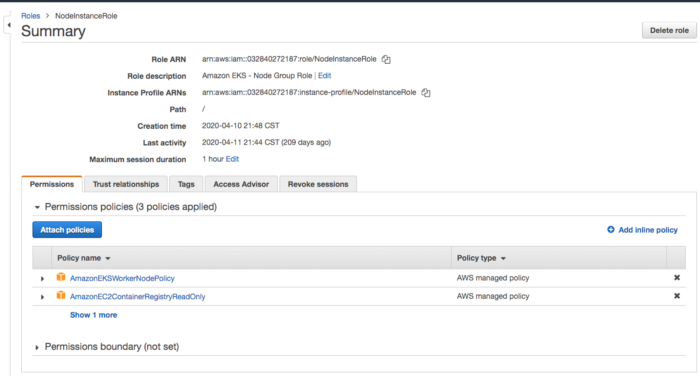 Roles > NodeInstanceRole
Summary
Delete role
Role ARN arn:aws:iam::032840272187:role/NodeInstanceRole
Role description Amazon EKS - Node Group Role | Edit
Instance Profile ARNs arn:aws:iam::032840272187:instance-profile/NodeInstanceRole
Path /
Creation time 2020-04-10 21:48 CST
Last activity 2020-04-11 21:44 CST (209 days ago)
Maximum session duration 1 hour Edit
Permissions Trust relationships Tags Access Advisor Revoke sessions
Permissions policies (3 policies applied)
Attach policies Add inline policy
Policy name Policy type
AmazonEKSWorkerNodePolicy AWS managed policy
AmazonEC2ContainerRegistryReadOnly AWS managed policy
Show 1 more
Permissions boundary (not set)